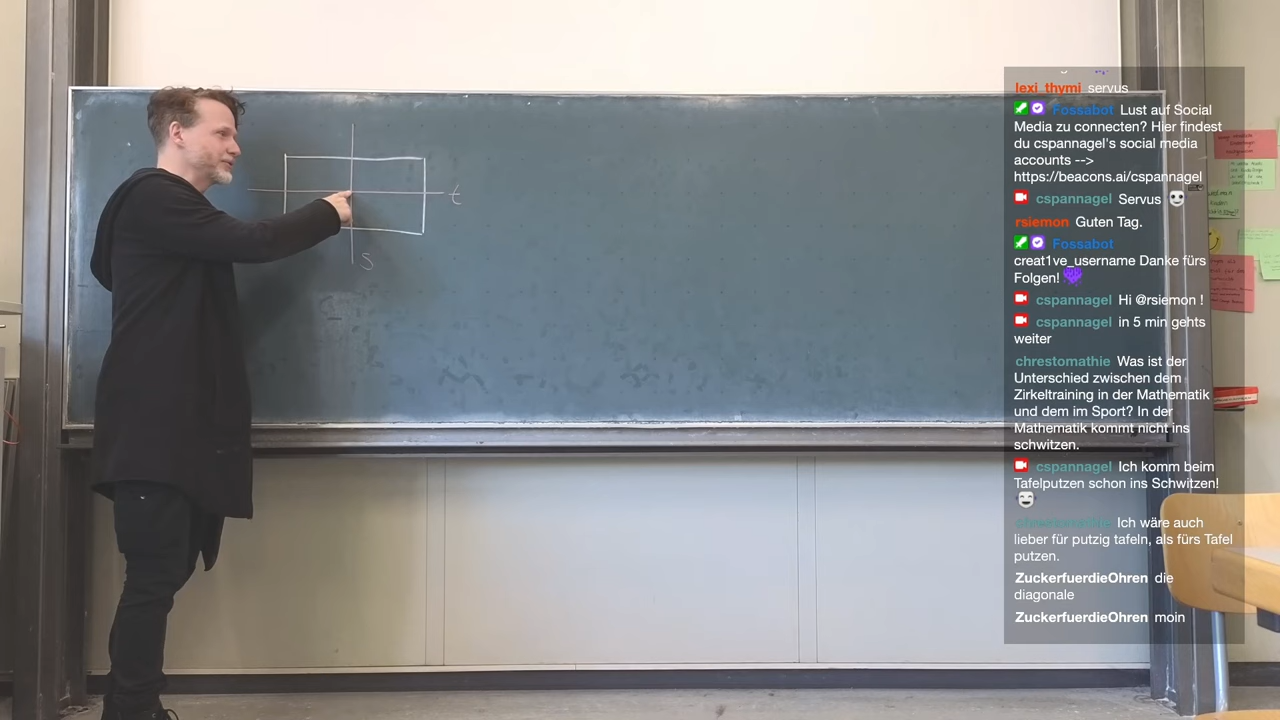 t
s
lexi_thymi servus
Fossabot Lust auf Social
Media zu connecten? Hier findest
du cspannagel's social media
accounts -->
https://beacons.ai/cspannagel
cspannagel Servus
rsiemon Guten Tag.
Fossabot
creat1ve_username Danke fürs
Folgen!
cspannagel Hi @rsiemon !
cspannagel in 5 min gehts
weiter
chrestomathie Was ist der
Unterschied zwischen dem
Zirkeltraining in der Mathematik
und dem im Sport? In der
Mathematik kommt nicht ins
schwitzen.
cspannagel Ich komm beim
Tafelputzen schon ins Schwitzen!
chrestomathie Ich wäre auch
lieber für putzig tafeln, als fürs Tafel
putzen.
ZuckerfuerdieOhren die
diagonale
ZuckerfuerdieOhren moin